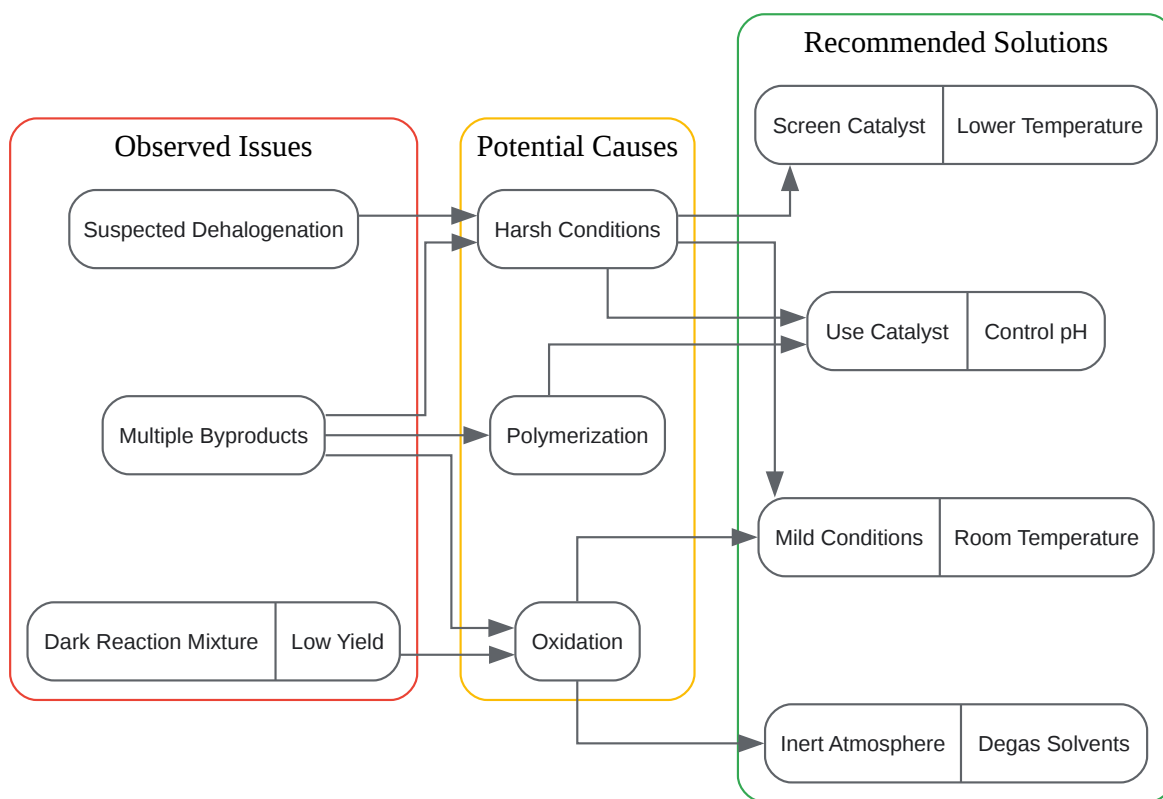 Observed Issues
Suspected Dehalogenation
Multiple Byproducts
Dark Reaction Mixture
Low Yield
Potential Causes
Harsh Conditions
Polymerization
Oxidation
Recommended Solutions
Screen Catalyst
Lower Temperature
Use Catalyst
Control pH
Mild Conditions
Room Temperature
Inert Atmosphere
Degas Solvents